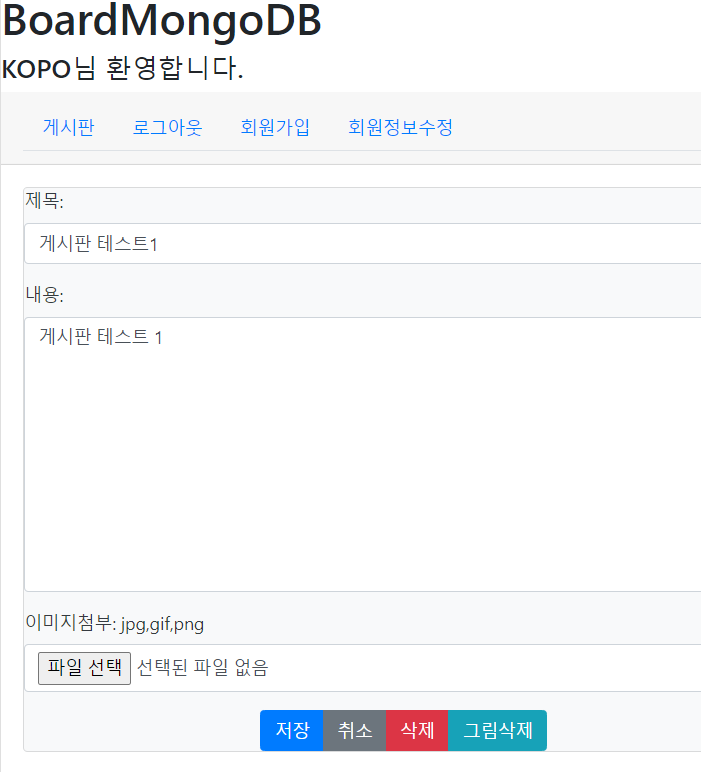 BoardMongoDB
KOPO님 환영합니다.
게시판 로그아웃 회원가입 회원정보수정
제목:
게시판 테스트1
내용:
게시판 테스트 1
이미지첨부: jpg,gif,png
파일 선택 선택된 파일 없음
저장 취소 삭제 그림삭제